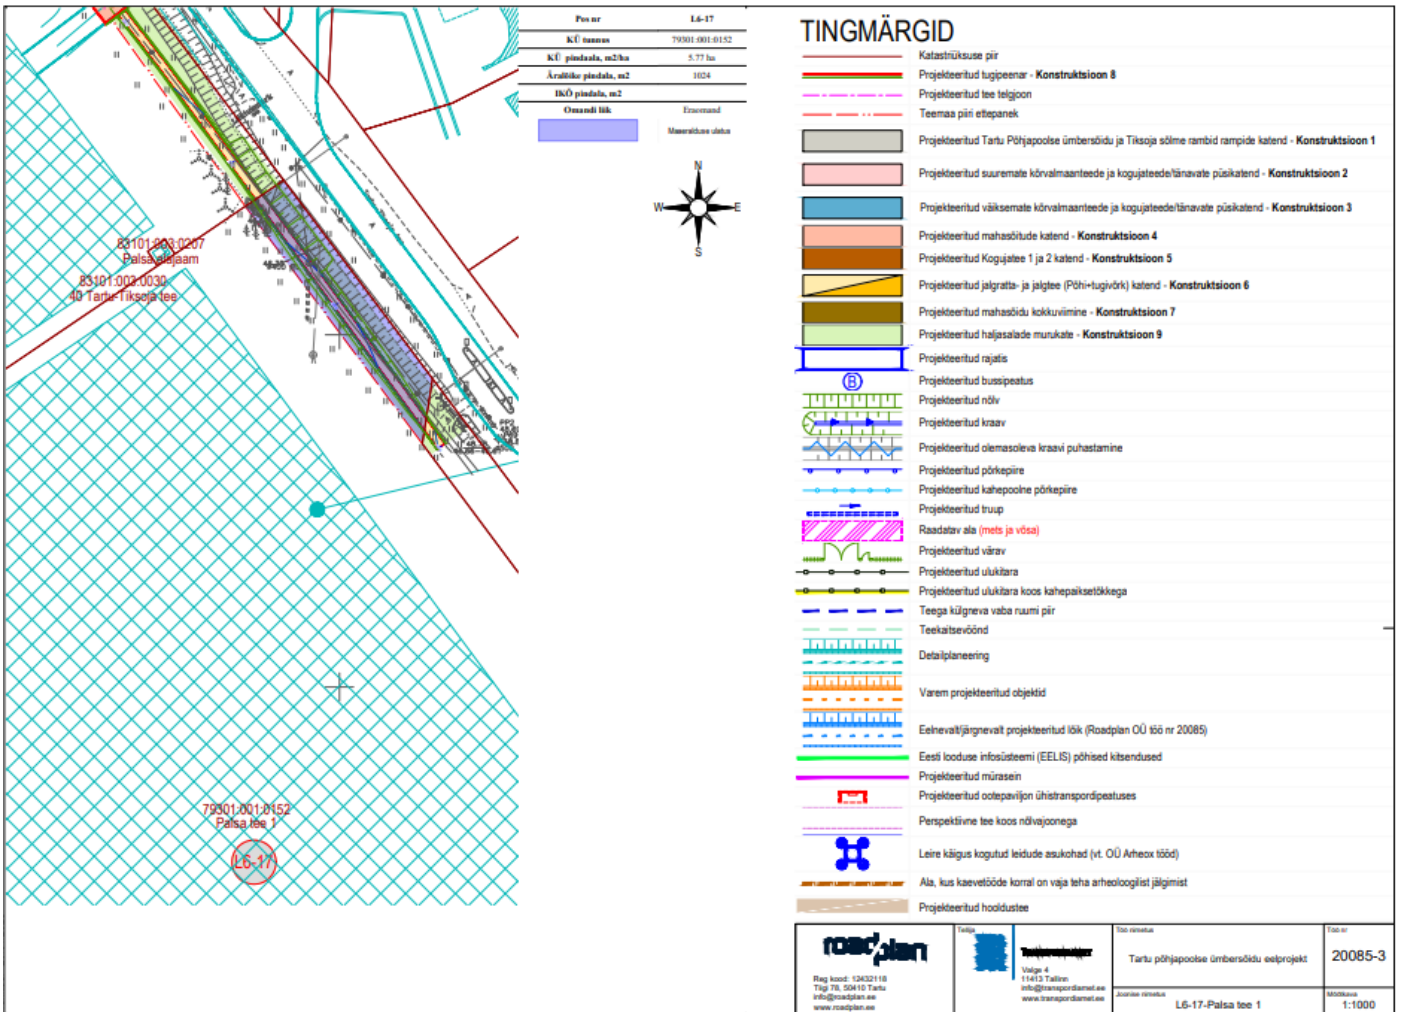 Pos nr L6-17
KÜ tunnus 79301:001:0152
KÜ pindaala, m2/ha 5.77 ha
Äralõike pindala, m2 1024
IKÕ pindala, m2
Omandi liik Eraomand
Maaeralduse ulatus
N
W E
S
83101:003:0207
Palsa alajaam
83101:003:0030
40 Tartu-Tiksoja tee
79301:001:0152
Palsa tee 1
L6-17
TINGMÄRGID
Katastriüksuse piir
Projekteeritud tugipeenar - Konstruktsioon 8
Projekteeritud tee telgjoon
Teemaa piiri ettepanek
Projekteeritud Tartu Põhjapoolse ümbersõidu ja Tiksoja sõlme rambid rampide katend - Konstruktsioon 1
Projekteeritud suuremate kõrvalmaanteede ja kogujateede/tänavate püsikatend - Konstruktsioon 2
Projekteeritud väiksemate kõrvalmaanteede ja kogujateede/tänavate püsikatend - Konstruktsioon 3
Projekteeritud mahasõitude katend - Konstruktsioon 4
Projekteeritud Kogujatee 1 ja 2 katend - Konstruktsioon 5
Projekteeritud jalgratta- ja jalgtee (Põhi+tugivõrk) katend - Konstruktsioon 6
Projekteeritud mahasõidu kokkuviimine - Konstruktsioon 7
Projekteeritud haljasalade murukate - Konstruktsioon 9
Projekteeritud rajatis
B Projekteeritud bussipeatus
Projekteeritud nõlv
Projekteeritud kraav
Projekteeritud olemasoleva kraavi puhastamine
Projekteeritud põrkepiire
Projekteeritud kahepoolne põrkepiire
Projekteeritud truup
Raadatav ala (mets ja võsa)
Projekteeritud värav
Projekteeritud ulukitara
Projekteeritud ulukitara koos kahepaiksetõkkega
Teega külgneva vaba ruumi piir
Teekaitsevöönd
Detailplaneering
Varem projekteeritud objektid
Eelnevalt/järgnevalt projekteeritud lõik (Roadplan OÜ töö nr 20085)
Eesti looduse infosüsteemi (EELIS) põhised kitsendused
Projekteeritud mürasein
Projekteeritud ootepaviljon ühistranspordipeatuses
Perspektiivne tee koos nõlvajoonega
Leire käigus kogutud leidude asukohad (vt. OÜ Arheox tööd)
Ala, kus kaevetööde korral on vaja teha arheoloogilist jälgimist
Projekteeritud hooldustee
roadplan
Reg kood: 12432118
Tiigi 78, 50410 Tartu
info@roadplan.ee
www.roadplan.ee
Tellija
Valge 4
11413 Tallinn
info@transpordiamet.ee
www.transpordiamet.ee
Töö nimetus
Tartu põhjapoolse ümbersõidu eelprojekt
Joonise nimetus
L6-17-Palsa tee 1
Töö nr
20085-3
Mõõtkava
1:1000